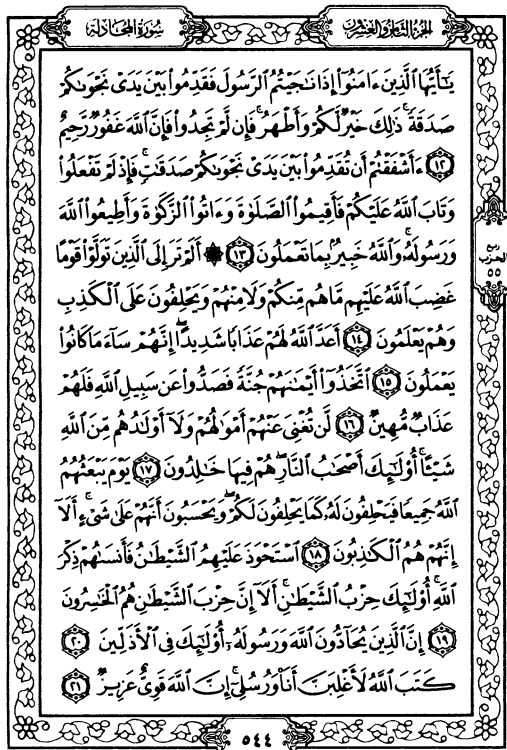 الجزء الثامن والعشرون
سورة المجادلة
يَٰٓأَيُّهَا ٱلَّذِينَ ءَامَنُوٓا۟ إِذَا نَٰجَيْتُمُ ٱلرَّسُولَ فَقَدِّمُوا۟ بَيْنَ يَدَىْ نَجْوَىٰكُمْ
صَدَقَةً ۚ ذَٰلِكَ خَيْرٌ لَّكُمْ وَأَطْهَرُ ۚ فَإِن لَّمْ تَجِدُوا۟ فَإِنَّ ٱللَّهَ غَفُورٌ رَّحِيمٌ
١٢ ءَأَشْفَقْتُمْ أَن تُقَدِّمُوا۟ بَيْنَ يَدَىْ نَجْوَىٰكُمْ صَدَقَٰتٍ ۚ فَإِذْ لَمْ تَفْعَلُوا۟
وَتَابَ ٱللَّهُ عَلَيْكُمْ فَأَقِيمُوا۟ ٱلصَّلَوٰةَ وَءَاتُوا۟ ٱلزَّكَوٰةَ وَأَطِيعُوا۟ ٱللَّهَ
وَرَسُولَهُۥ ۚ وَٱللَّهُ خَبِيرٌۢ بِمَا تَعْمَلُونَ ١٣ ۞ أَلَمْ تَرَ إِلَى ٱلَّذِينَ تَوَلَّوْا۟ قَوْمًا
غَضِبَ ٱللَّهُ عَلَيْهِم مَّا هُم مِّنكُمْ وَلَا مِنْهُمْ وَيَحْلِفُونَ عَلَى ٱلْكَذِبِ
وَهُمْ يَعْلَمُونَ ١٤ أَعَدَّ ٱللَّهُ لَهُمْ عَذَابًا شَدِيدًا ۖ إِنَّهُمْ سَآءَ مَا كَانُوا۟
يَعْمَلُونَ ١٥ ٱتَّخَذُوٓا۟ أَيْمَٰنَهُمْ جُنَّةً فَصَدُّوا۟ عَن سَبِيلِ ٱللَّهِ فَلَهُمْ
عَذَابٌ مُّهِينٌ ١٦ لَّن تُغْنِىَ عَنْهُمْ أَمْوَٰلُهُمْ وَلَآ أَوْلَٰدُهُم مِّنَ ٱللَّهِ
شَيْـًٔا ۚ أُو۟لَٰٓئِكَ أَصْحَٰبُ ٱلنَّارِ ۖ هُمْ فِيهَا خَٰلِدُونَ ١٧ يَوْمَ يَبْعَثُهُمُ
ٱللَّهُ جَمِيعًا فَيَحْلِفُونَ لَهُۥ كَمَا يَحْلِفُونَ لَكُمْ ۖ وَيَحْسَبُونَ أَنَّهُمْ عَلَىٰ شَىْءٍ ۚ أَلَآ
إِنَّهُمْ هُمُ ٱلْكَٰذِبُونَ ١٨ ٱسْتَحْوَذَ عَلَيْهِمُ ٱلشَّيْطَٰنُ فَأَنسَىٰهُمْ ذِكْرَ
ٱللَّهِ ۚ أُو۟لَٰٓئِكَ حِزْبُ ٱلشَّيْطَٰنِ ۚ أَلَآ إِنَّ حِزْبَ ٱلشَّيْطَٰنِ هُمُ ٱلْخَٰسِرُونَ
١٩ إِنَّ ٱلَّذِينَ يُحَآدُّونَ ٱللَّهَ وَرَسُولَهُۥٓ أُو۟لَٰٓئِكَ فِى ٱلْأَذَلِّينَ ٢٠
كَتَبَ ٱللَّهُ لَأَغْلِبَنَّ أَنَا۠ وَرُسُلِىٓ ۚ إِنَّ ٱللَّهَ قَوِىٌّ عَزِيزٌ ٢١
ربع
الحزب
٥٥
٥٤٤